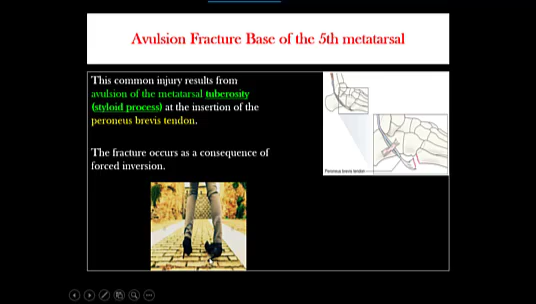 Avulsion Fracture Base of the 5th metatarsal
This common injury results from
avulsion of the metatarsal tuberosity
(styloid process) at the insertion of the
peroneus brevis tendon.
The fracture occurs as a consequence of
forced inversion.
Peroneus brevis tendon